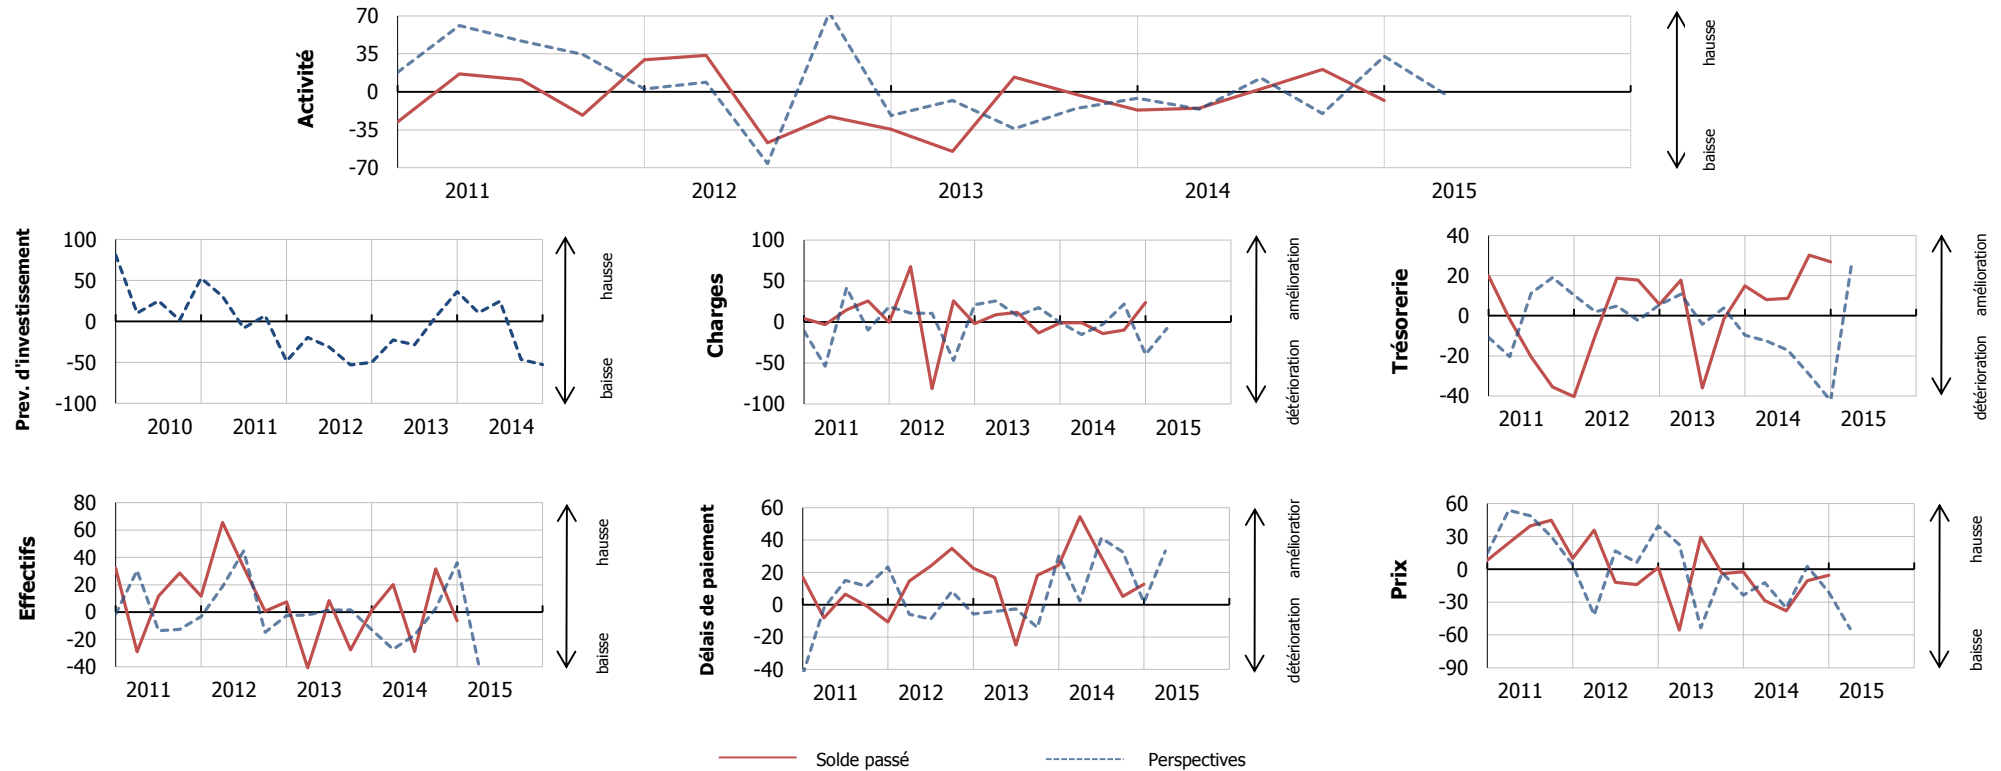 Activité
70
35
0
-35
-70
2011 2012 2013 2014 2015
hausse
baisse
Prev. d'investissement
100
50
0
-50
-100
2010 2011 2012 2013 2014
hausse
baisse
Charges
100
50
0
-50
-100
2011 2012 2013 2014 2015
amélioration
détérioration
Trésorerie
40
20
0
-20
-40
2011 2012 2013 2014 2015
amélioration
détérioration
Effectifs
80
60
40
20
0
-20
-40
2011 2012 2013 2014 2015
hausse
baisse
Délais de paiement
60
40
20
0
-20
-40
2011 2012 2013 2014 2015
amélioration
détérioration
Prix
60
30
0
-30
-60
-90
2011 2012 2013 2014 2015
hausse
baisse
Solde passé Perspectives